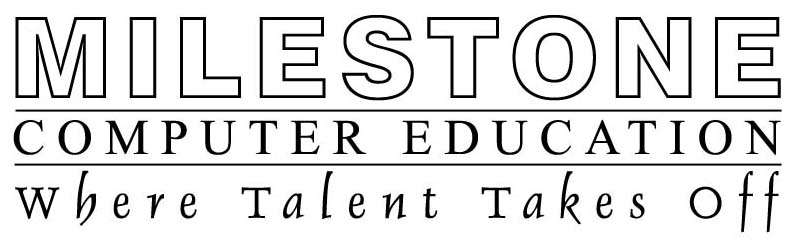 MILESTONE
COMPUTER EDUCATION
Where Talent Takes Off